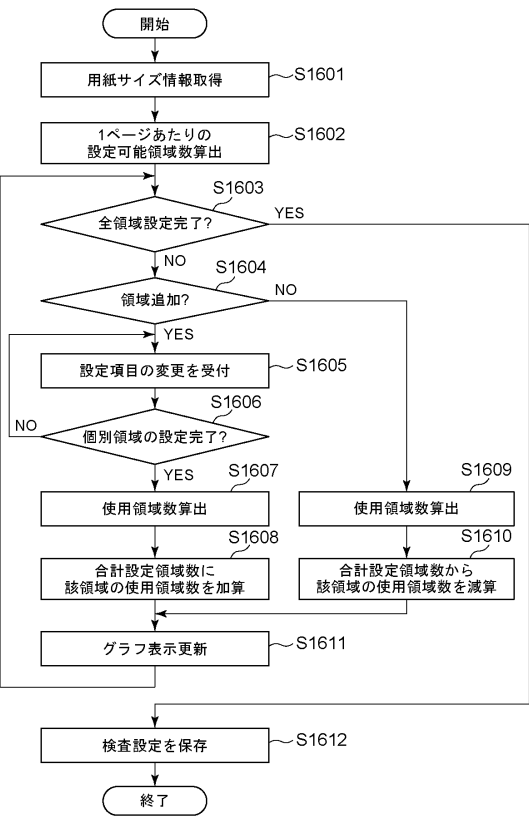 開始
用紙サイズ情報取得
S1601
1ページあたりの
設定可能領域数算出
S1602
S1603
全領域設定完了?
YES
NO
S1604
領域追加?
NO
YES
設定項目の変更を受付
S1605
S1606
NO
個別領域の設定完了?
YES
S1607
使用領域数算出
S1609
使用領域数算出
S1608
合計設定領域数に
該領域の使用領域数を加算
S1610
合計設定領域数から
該領域の使用領域数を減算
グラフ表示更新
S1611
検査設定を保存
S1612
終了